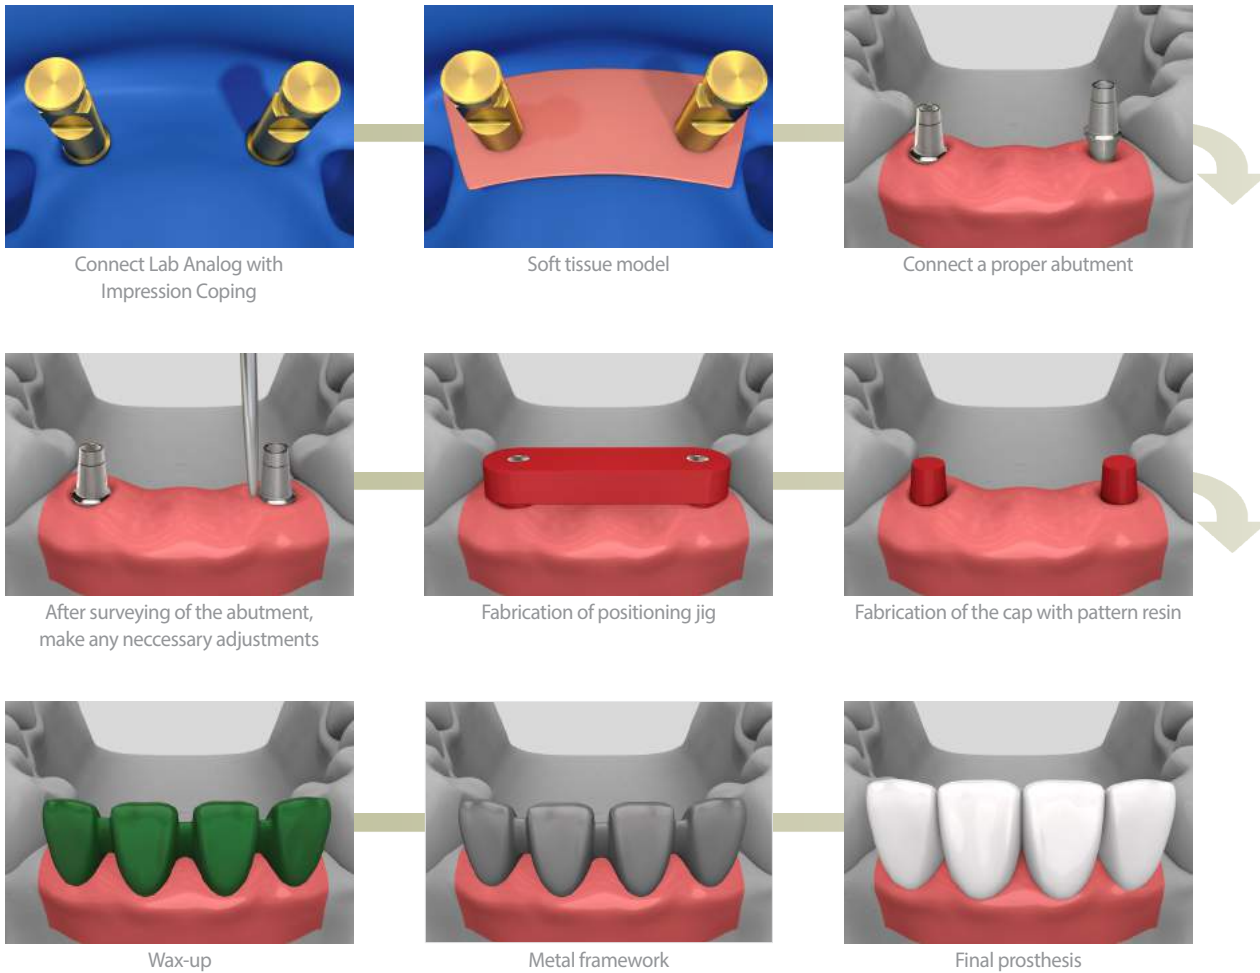 Connect Lab Analog with
Impression Coping
Soft tissue model
Connect a proper abutment
After surveying of the abutment,
make any neccessary adjustments
Fabrication of positioning jig
Fabrication of the cap with pattern resin
Wax-up
Metal framework
Final prosthesis